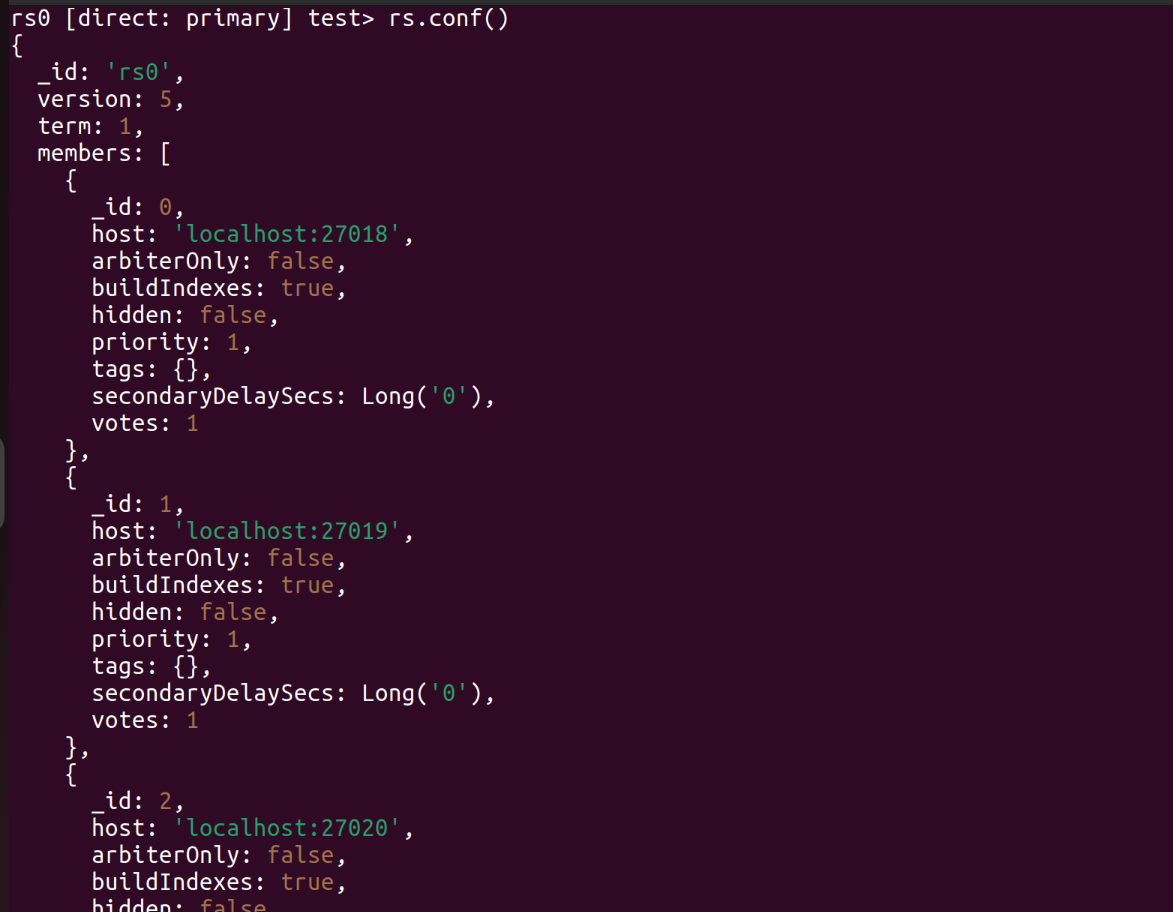 rs0 [direct: primary] test> rs.conf()
{
  _id: 'rs0',
  version: 5,
  term: 1,
  members: [
    {
      _id: 0,
      host: 'localhost:27018',
      arbiterOnly: false,
      buildIndexes: true,
      hidden: false,
      priority: 1,
      tags: {},
      secondaryDelaySecs: Long('0'),
      votes: 1
    },
    {
      _id: 1,
      host: 'localhost:27019',
      arbiterOnly: false,
      buildIndexes: true,
      hidden: false,
      priority: 1,
      tags: {},
      secondaryDelaySecs: Long('0'),
      votes: 1
    },
    {
      _id: 2,
      host: 'localhost:27020',
      arbiterOnly: false,
      buildIndexes: true,
      hidden: false